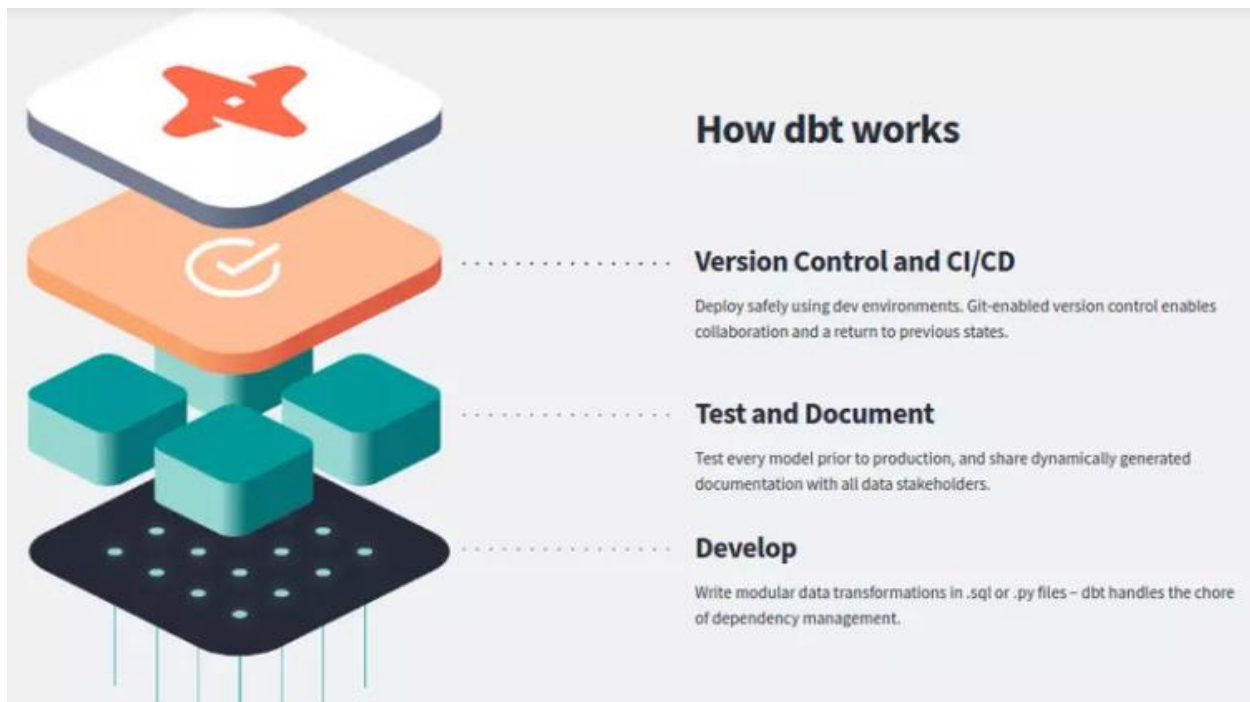 How dbt works
Version Control and CI/CD
Deploy safely using dev environments. Git-enabled version control enables
collaboration and a return to previous states.
Test and Document
Test every model prior to production, and share dynamically generated
documentation with all data stakeholders.
Develop
Write modular data transformations in .sql or .py files – dbt handles the chore
of dependency management.